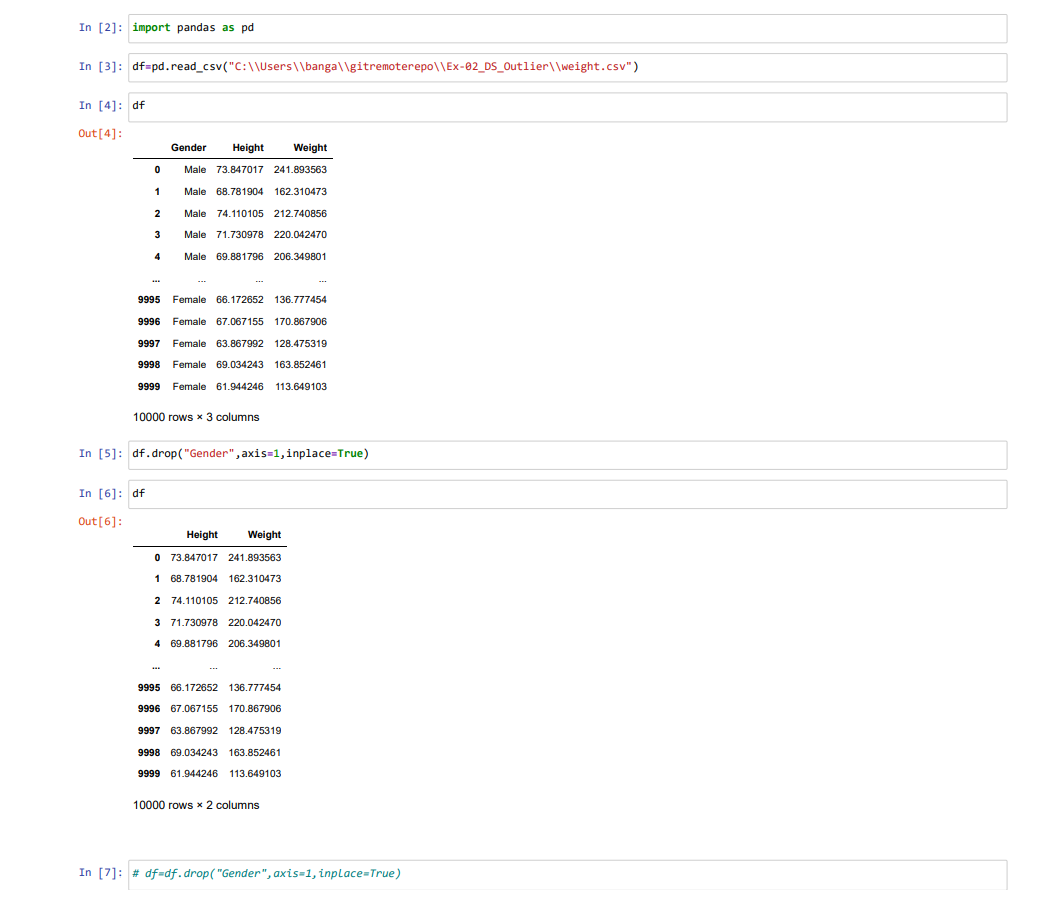 In [2]: import pandas as pd
In [3]: df=pd.read_csv("C:\\Users\\banga\\gitremoterepo\\Ex-02_DS_Outlier\\weight.csv")
In [4]: df
Out[4]:
Gender Height Weight
0 Male 73.847017 241.893563
1 Male 68.781904 162.310473
2 Male 74.110105 212.740856
3 Male 71.730978 220.042470
4 Male 69.881796 206.349801
... ... ... ...
9995 Female 66.172652 136.777454
9996 Female 67.067155 170.867906
9997 Female 63.867992 128.475319
9998 Female 69.034243 163.852461
9999 Female 61.944246 113.649103
10000 rows × 3 columns
In [5]: df.drop("Gender",axis=1,inplace=True)
In [6]: df
Out[6]:
Height Weight
0 73.847017 241.893563
1 68.781904 162.310473
2 74.110105 212.740856
3 71.730978 220.042470
4 69.881796 206.349801
... ... ...
9995 66.172652 136.777454
9996 67.067155 170.867906
9997 63.867992 128.475319
9998 69.034243 163.852461
9999 61.944246 113.649103
10000 rows × 2 columns
In [7]: # df=df.drop("Gender",axis=1,inplace=True)